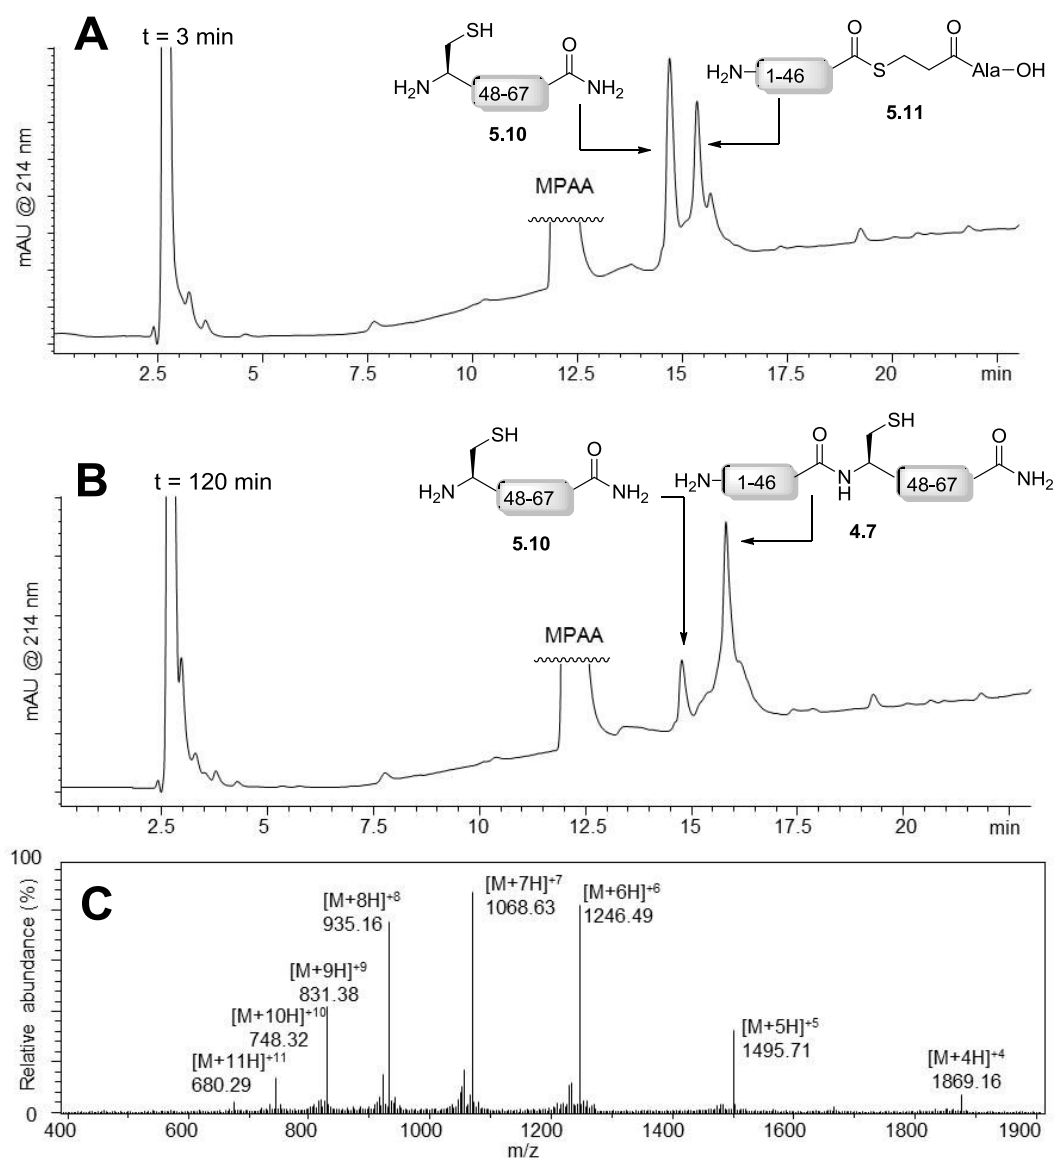 A
t = 3 min
SH
O
H₂N
48-67
NH₂
5.10
O
O
H₂N
1-46
S
Ala
OH
5.11
MPAA
mAU @ 214 nm
2.5 5 7.5 10 12.5 15 17.5 20 min
B
t = 120 min
SH
O
H₂N
48-67
NH₂
5.10
SH
O
O
H₂N
1-46
N
H
48-67
NH₂
4.7
MPAA
mAU @ 214 nm
2.5 5 7.5 10 12.5 15 17.5 20 min
C
100
0
Relative abundance (%)
[M+11H]⁺¹¹
680.29
[M+10H]⁺¹⁰
748.32
[M+9H]⁺⁹
831.38
[M+8H]⁺⁸
935.16
[M+7H]⁺⁷
1068.63
[M+6H]⁺⁶
1246.49
[M+5H]⁺⁵
1495.71
[M+4H]⁺⁴
1869.16
400 600 800 1000 1200 1400 1600 1800 1900
m/z